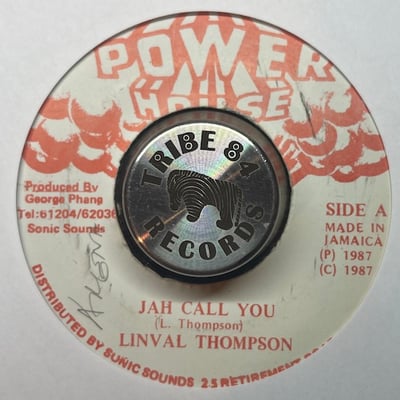 POWER
HOUSE
TRIBE 84
RECORDS
Produced By
George Phang
Tel:61204/62036
Sonic Sounds
SIDE A
MADE IN
JAMAICA
(P) 1987
(C) 1987
JAH CALL YOU
(L. Thompson)
LINVAL THOMPSON
DISTRIBUTED BY SUNIC SOUNDS 25 RETIREMENT